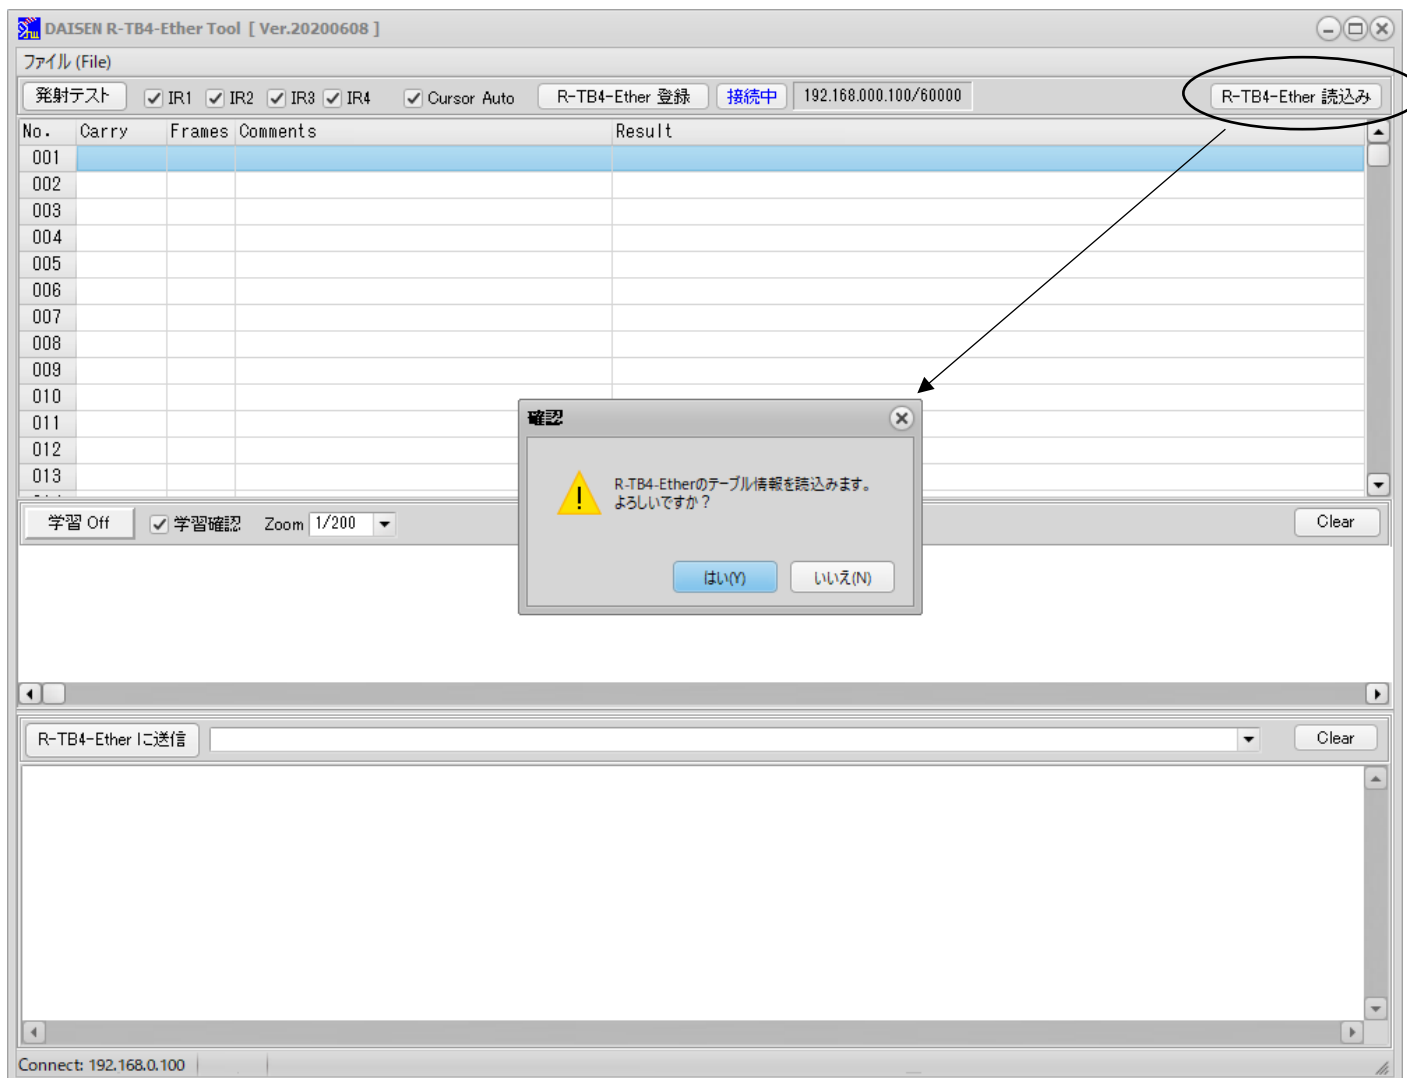 DAISEN R-TB4-Ether Tool [ Ver.20200608 ]
ファイル (File)
発射テスト IR1 IR2 IR3 IR4 Cursor Auto R-TB4-Ether 登録 接続中 192.168.000.100/60000 R-TB4-Ether 読込み
No. Carry Frames Comments Result
001
002
003
004
005
006
007
008
009
010
011
012
013
確認
R-TB4-Etherのテーブル情報を読込みます。
よろしいですか？
はい(Y) いいえ(N)
学習 Off 学習確認 Zoom 1/200 Clear
R-TB4-Ether に送信 Clear
Connect: 192.168.0.100